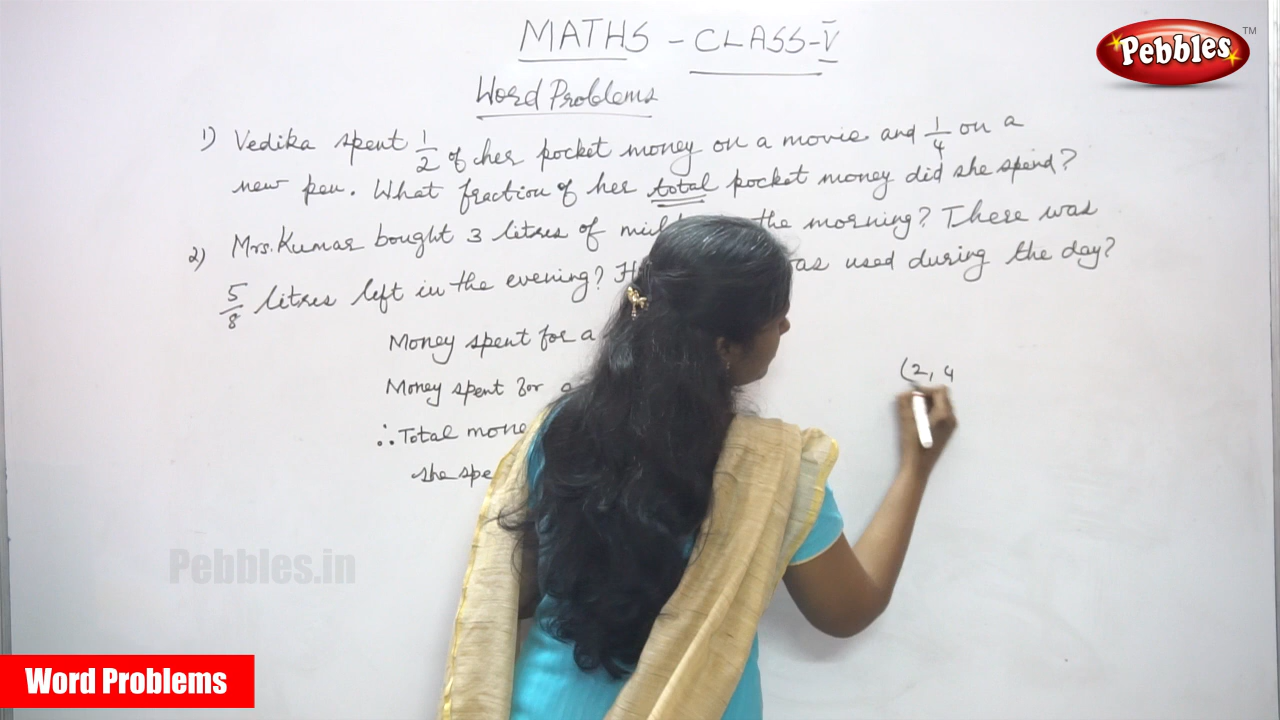 MATHS - CLASS-V
Pebbles TM
Word Problems
1) Vedika spent 1/2 of her pocket money on a movie and 1/4 on a
new pen. What fraction of her total pocket money did she spend?
2) Mrs. Kumar bought 3 litres of the morning? There was
5/8 litres left in the evening? used during the day?
Money spent for a
(2, 4
Money spent for
∴ Total
she
Pebbles.in
Word Problems